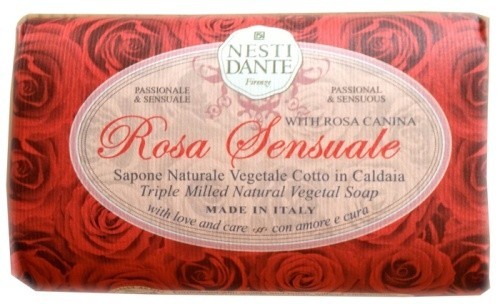 NESTI
DANTE
Firenze
PASSIONALE
& SENSUALE
PASSIONAL
& SENSUOUS
WITH ROSA CANINA
Rosa Sensuale
Sapone Naturale Vegetale Cotto in Caldaia
Triple Milled Natural Vegetal Soap
MADE IN ITALY
with love and care con amore e cura